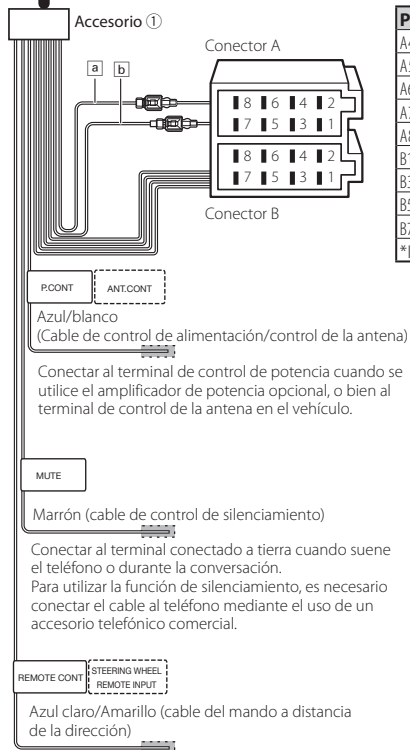 Accesorio ①
Conector A
a b
8 6 4 2
7 5 3 1
8 6 4 2
7 5 3 1
Conector B
P.CONT
ANT.CONT
Azul/blanco
(Cable de control de alimentación/control de la antena)
Conectar al terminal de control de potencia cuando se
utilice el amplificador de potencia opcional, o bien al
terminal de control de la antena en el vehículo.
MUTE
Marrón (cable de control de silenciamiento)
Conectar al terminal conectado a tierra cuando suene
el teléfono o durante la conversación.
Para utilizar la función de silenciamiento, es necesario
conectar el cable al teléfono mediante el uso de un
accesorio telefónico comercial.
REMOTE CONT
STEERING WHEEL
REMOTE INPUT
Azul claro/Amarillo (cable del mando a distancia
de la dirección)